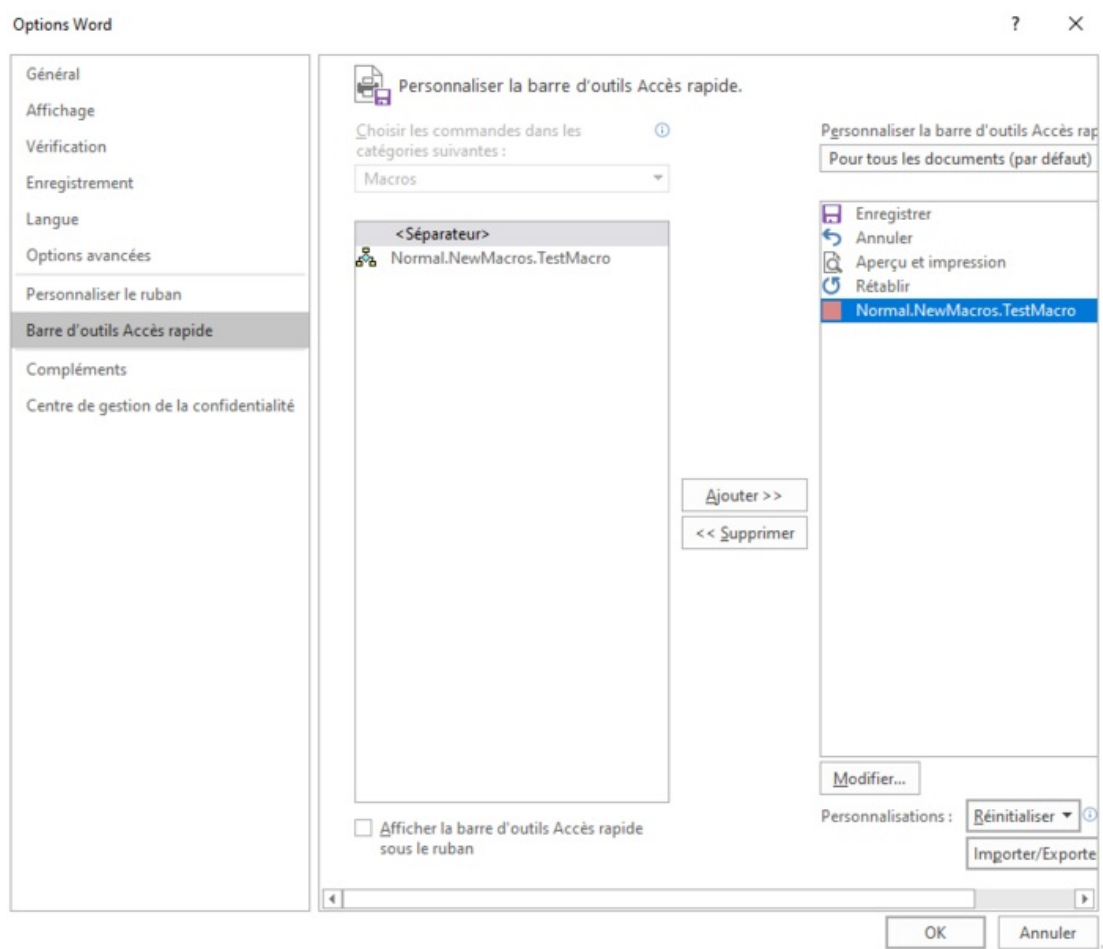 Options Word
?
Général
Affichage
Vérification
Enregistrement
Langue
Options avancées
Personnaliser le ruban
Barre d'outils Accès rapide
Compléments
Centre de gestion de la confidentialité
Personnaliser la barre d'outils Accès rapide.
Choisir les commandes dans les
catégories suivantes :
Macros
<Séparateur>
Normal.NewMacros.TestMacro
Afficher la barre d'outils Accès rapide
sous le ruban
Ajouter >>
<< Supprimer
Personnaliser la barre d'outils Accès rap
Pour tous les documents (par défaut)
Enregistrer
Annuler
Aperçu et impression
Rétablir
Normal.NewMacros.TestMacro
Modifier...
Personnalisations :
Réinitialiser
Importer/Exporte
OK
Annuler